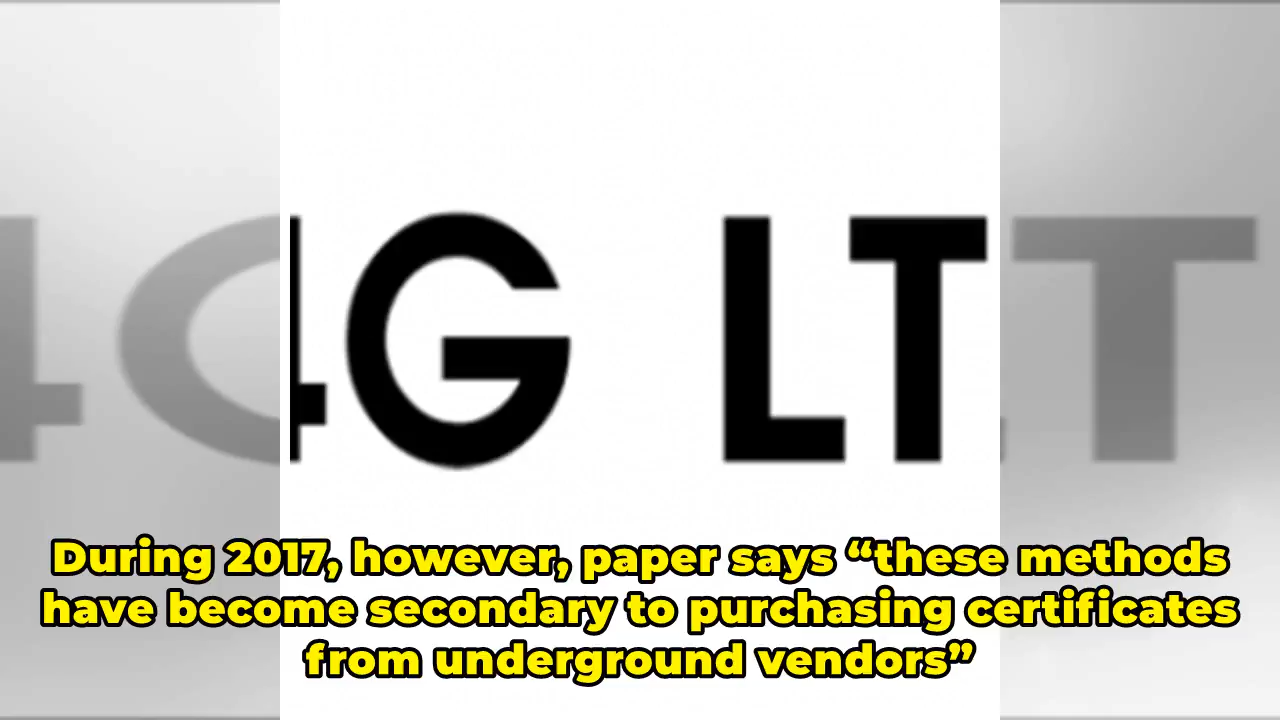 4G LT
During 2017, however, paper says “these methods
have become secondary to purchasing certificates
from underground vendors”